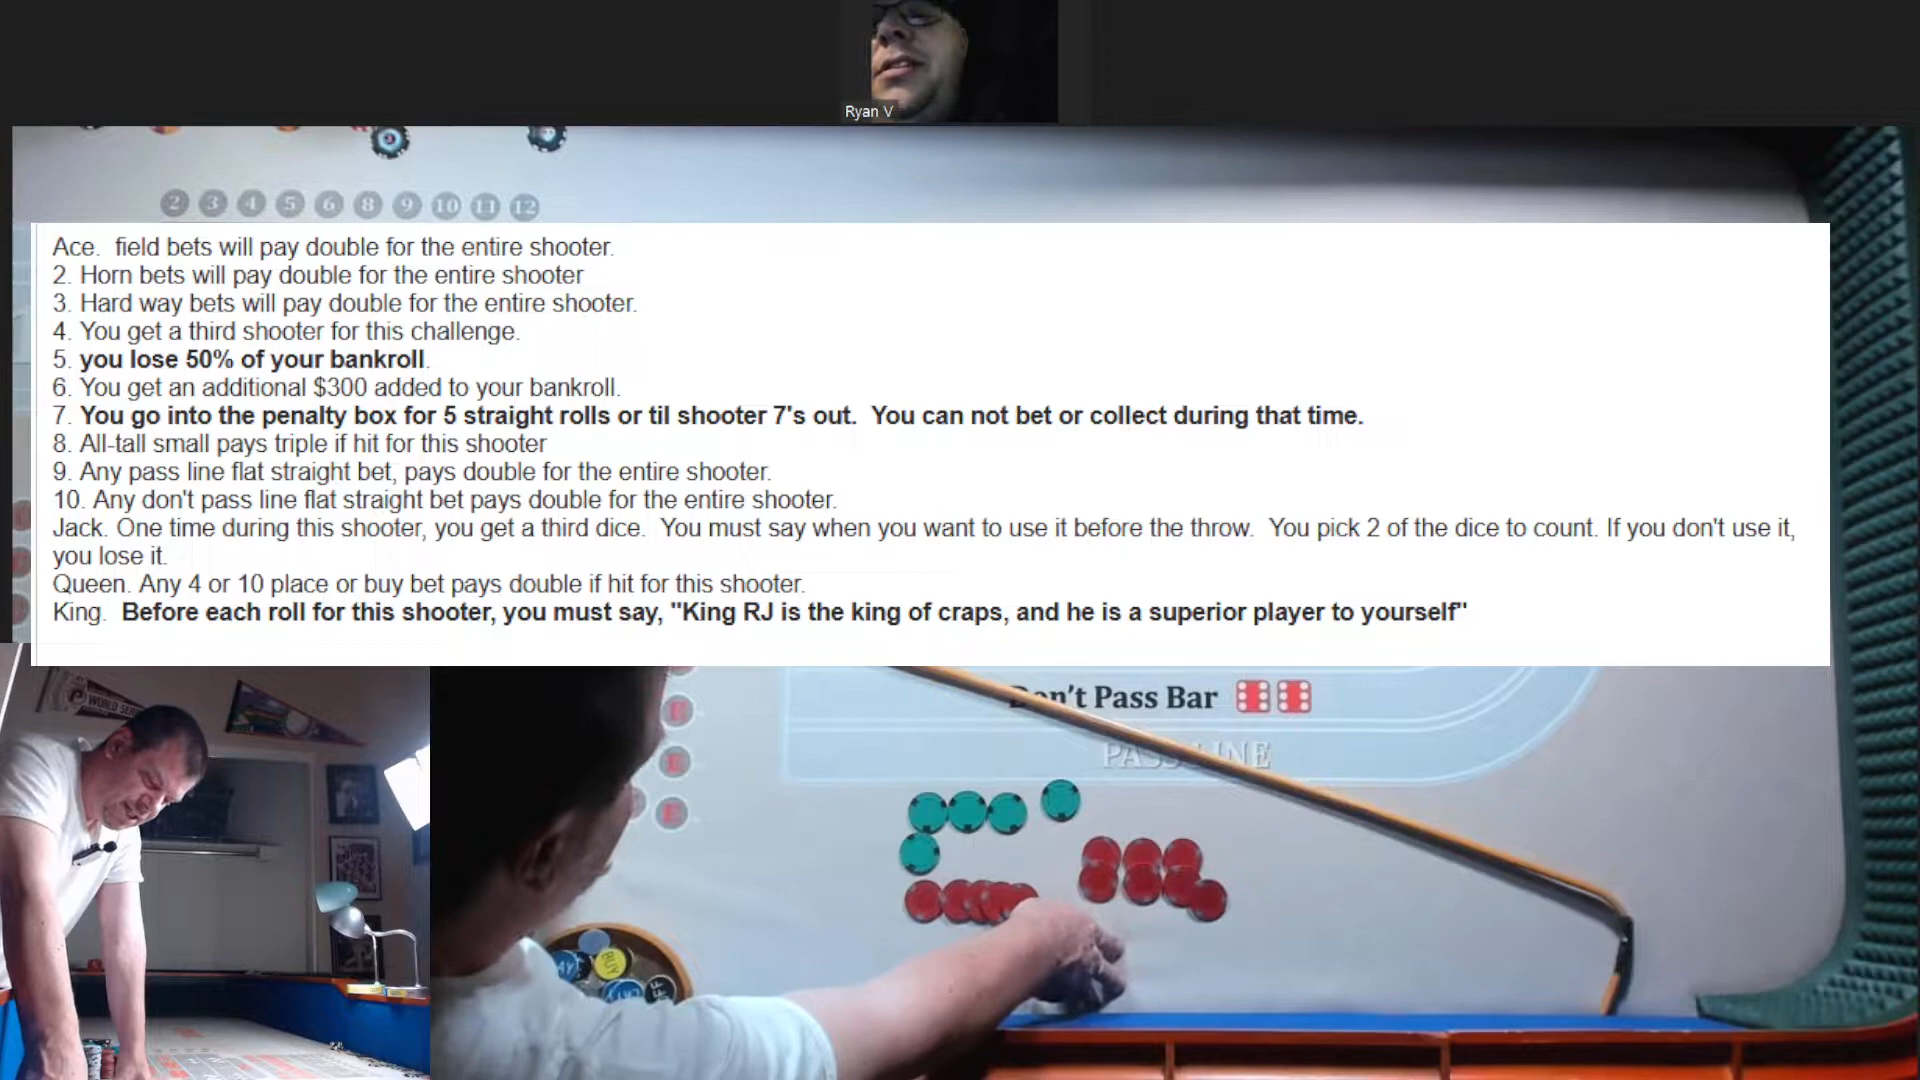 Ryan V
2 3 4 5 6 8 9 10 11 12
Ace.  field bets will pay double for the entire shooter.
2. Horn bets will pay double for the entire shooter
3. Hard way bets will pay double for the entire shooter.
4. You get a third shooter for this challenge.
5. you lose 50% of your bankroll.
6. You get an additional $300 added to your bankroll.
7. You go into the penalty box for 5 straight rolls or til shooter 7's out.  You can not bet or collect during that time.
8. All-tall small pays triple if hit for this shooter
9. Any pass line flat straight bet, pays double for the entire shooter.
10. Any don't pass line flat straight bet pays double for the entire shooter.
Jack. One time during this shooter, you get a third dice.  You must say when you want to use it before the throw.  You pick 2 of the dice to count. If you don't use it,
you lose it.
Queen. Any 4 or 10 place or buy bet pays double if hit for this shooter.
King.  Before each roll for this shooter, you must say, "King RJ is the king of craps, and he is a superior player to yourself"
WORLD
Don't Pass Bar
PASS LINE
E
E
E
BUY